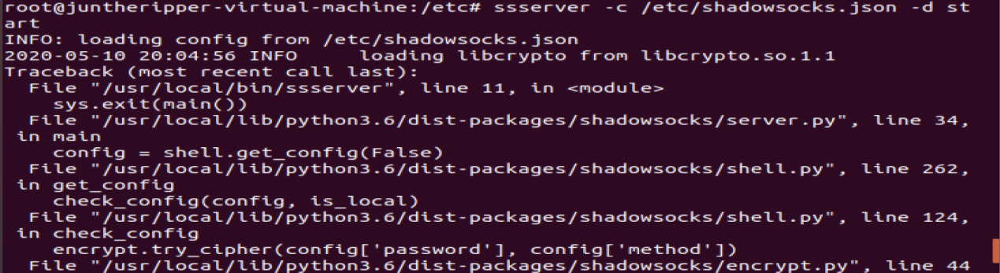 root@juntheripper-virtual-machine:/etc# ssserver -c /etc/shadowsocks.json -d st
art
INFO: loading config from /etc/shadowsocks.json
2020-05-10 20:04:56 INFO     loading libcrypto from libcrypto.so.1.1
Traceback (most recent call last):
  File "/usr/local/bin/ssserver", line 11, in <module>
    sys.exit(main())
  File "/usr/local/lib/python3.6/dist-packages/shadowsocks/server.py", line 34,
 in main
    config = shell.get_config(False)
  File "/usr/local/lib/python3.6/dist-packages/shadowsocks/shell.py", line 262,
 in get_config
    check_config(config, is_local)
  File "/usr/local/lib/python3.6/dist-packages/shadowsocks/shell.py", line 124,
 in check_config
    encrypt.try_cipher(config['password'], config['method'])
  File "/usr/local/lib/python3.6/dist-packages/shadowsocks/encrypt.py", line 44